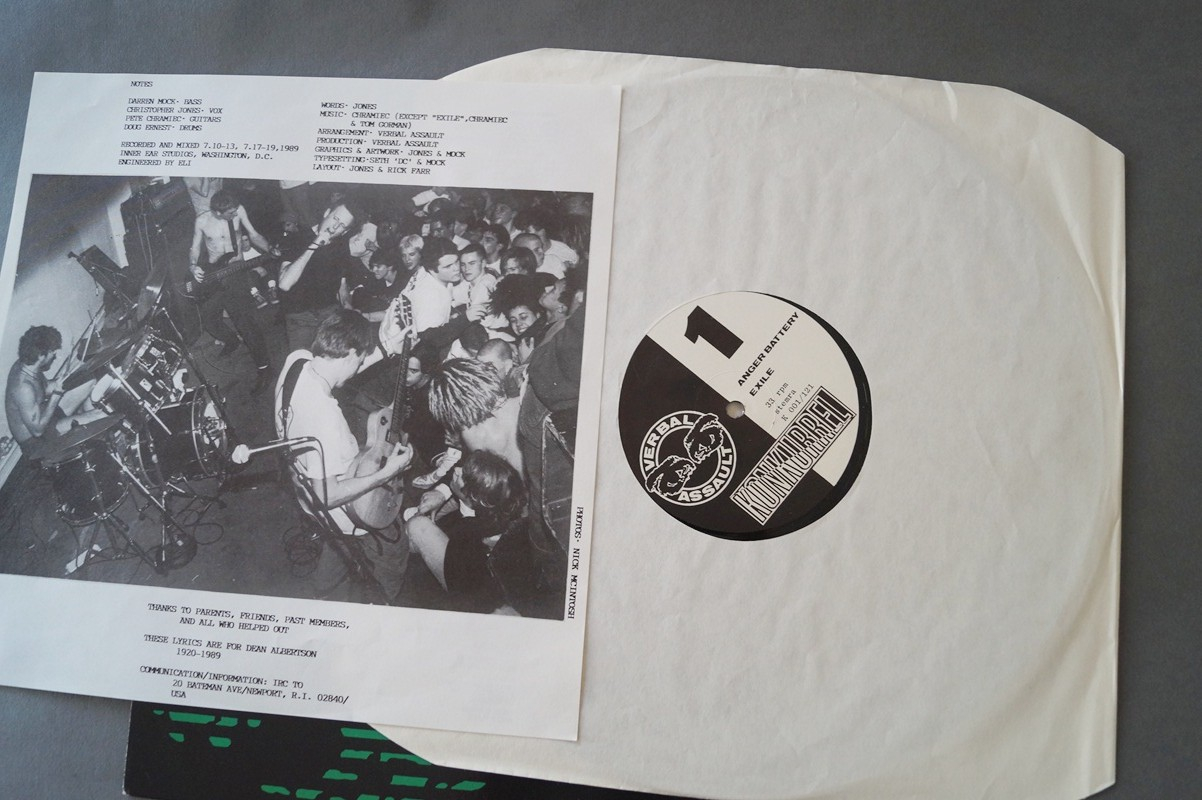 NOTES
DARREN MOCK· BASS
CHRISTOPHER JONES· VOX
PETE CHRAMIEC· GUITARS
DOUG ERNEST· DRUMS
RECORDED AND MIXED 7.10-13, 7.17-19,1989
INNER EAR STUDIOS, WASHINGTON, D.C.
ENGINEERED BY ELI
WORDS· JONES
MUSIC· CHRAMIEC (EXCEPT "EXILE",CHRAMIEC
& TOM GORMAN)
ARRANGEMENT· VERBAL ASSAULT
PRODUCTION· VERBAL ASSAULT
GRAPHICS & ARTWORK· JONES & MOCK
TYPESETTING·SETH 'DC' & MOCK
LAYOUT· JONES & RICK FARR
PHOTOS· NICK MCINTOSH
THANKS TO PARENTS, FRIENDS, PAST MEMBERS,
AND ALL WHO HELPED OUT
THESE LYRICS ARE FOR DEAN ALBERTSON
1920-1989
COMMUNICATION/INFORMATION: IRC TO
20 BATEMAN AVE/NEWPORT, R.I. 02840/
USA
1
ANGER BATTERY
EXILE
33 rpm
stemra
K 001/121
VERBAL
ASSAULT
KONKURREL